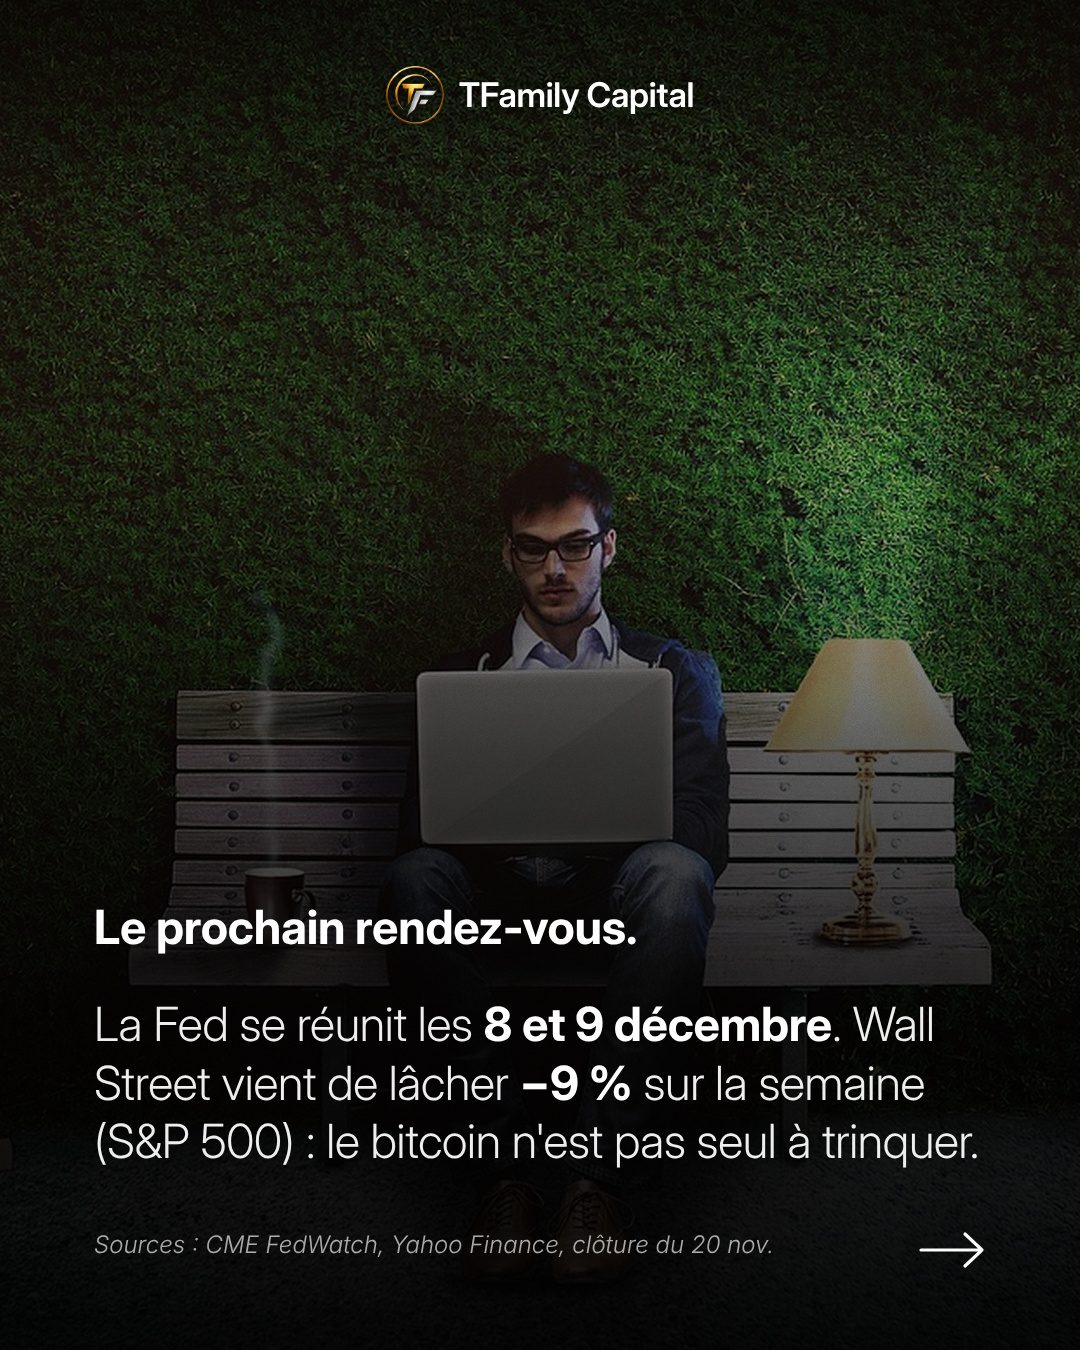 TF TFamily Capital
Le prochain rendez-vous.
La Fed se réunit les 8 et 9 décembre. Wall
Street vient de lâcher −9 % sur la semaine
(S&P 500) : le bitcoin n'est pas seul à trinquer.
Sources : CME FedWatch, Yahoo Finance, clôture du 20 nov.